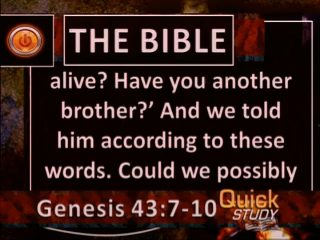 THE BIBLE
alive? Have you another
brother?’ And we told
him according to these
words. Could we possibly
Genesis 43:7-10
Quick
STUDY